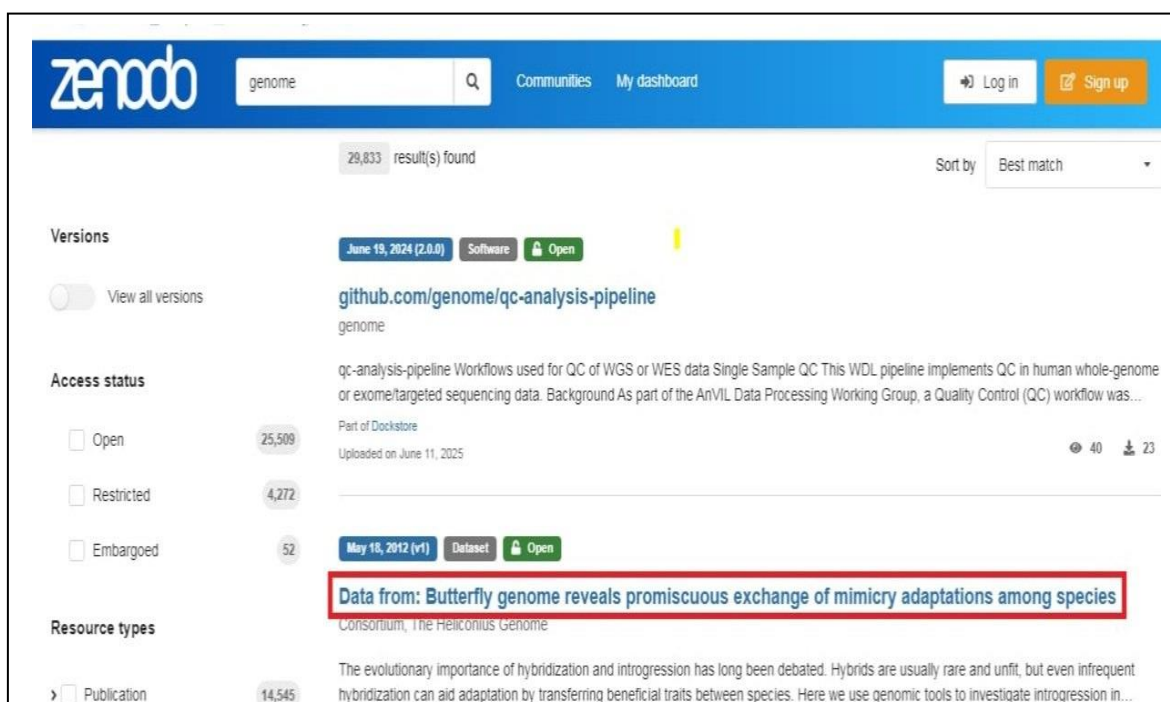 zenodo
genome
Communities
My dashboard
Log in
Sign up
29,833 result(s) found
Sort by
Best match
Versions
View all versions
Access status
Open 25,509
Restricted 4,272
Embargoed 52
Resource types
Publication 14,545
June 19, 2024 (2.0.0) Software Open
github.com/genome/qc-analysis-pipeline
genome
qc-analysis-pipeline Workflows used for QC of WGS or WES data Single Sample QC This WDL pipeline implements QC in human whole-genome
or exome/targeted sequencing data. Background As part of the AnVIL Data Processing Working Group, a Quality Control (QC) workflow was...
Part of Dockstore
Uploaded on June 11, 2025
40 23
May 18, 2012 (v1) Dataset Open
Data from: Butterfly genome reveals promiscuous exchange of mimicry adaptations among species
Consortium, The Heliconius Genome
The evolutionary importance of hybridization and introgression has long been debated. Hybrids are usually rare and unfit, but even infrequent
hybridization can aid adaptation by transferring beneficial traits between species. Here we use genomic tools to investigate introgression in...